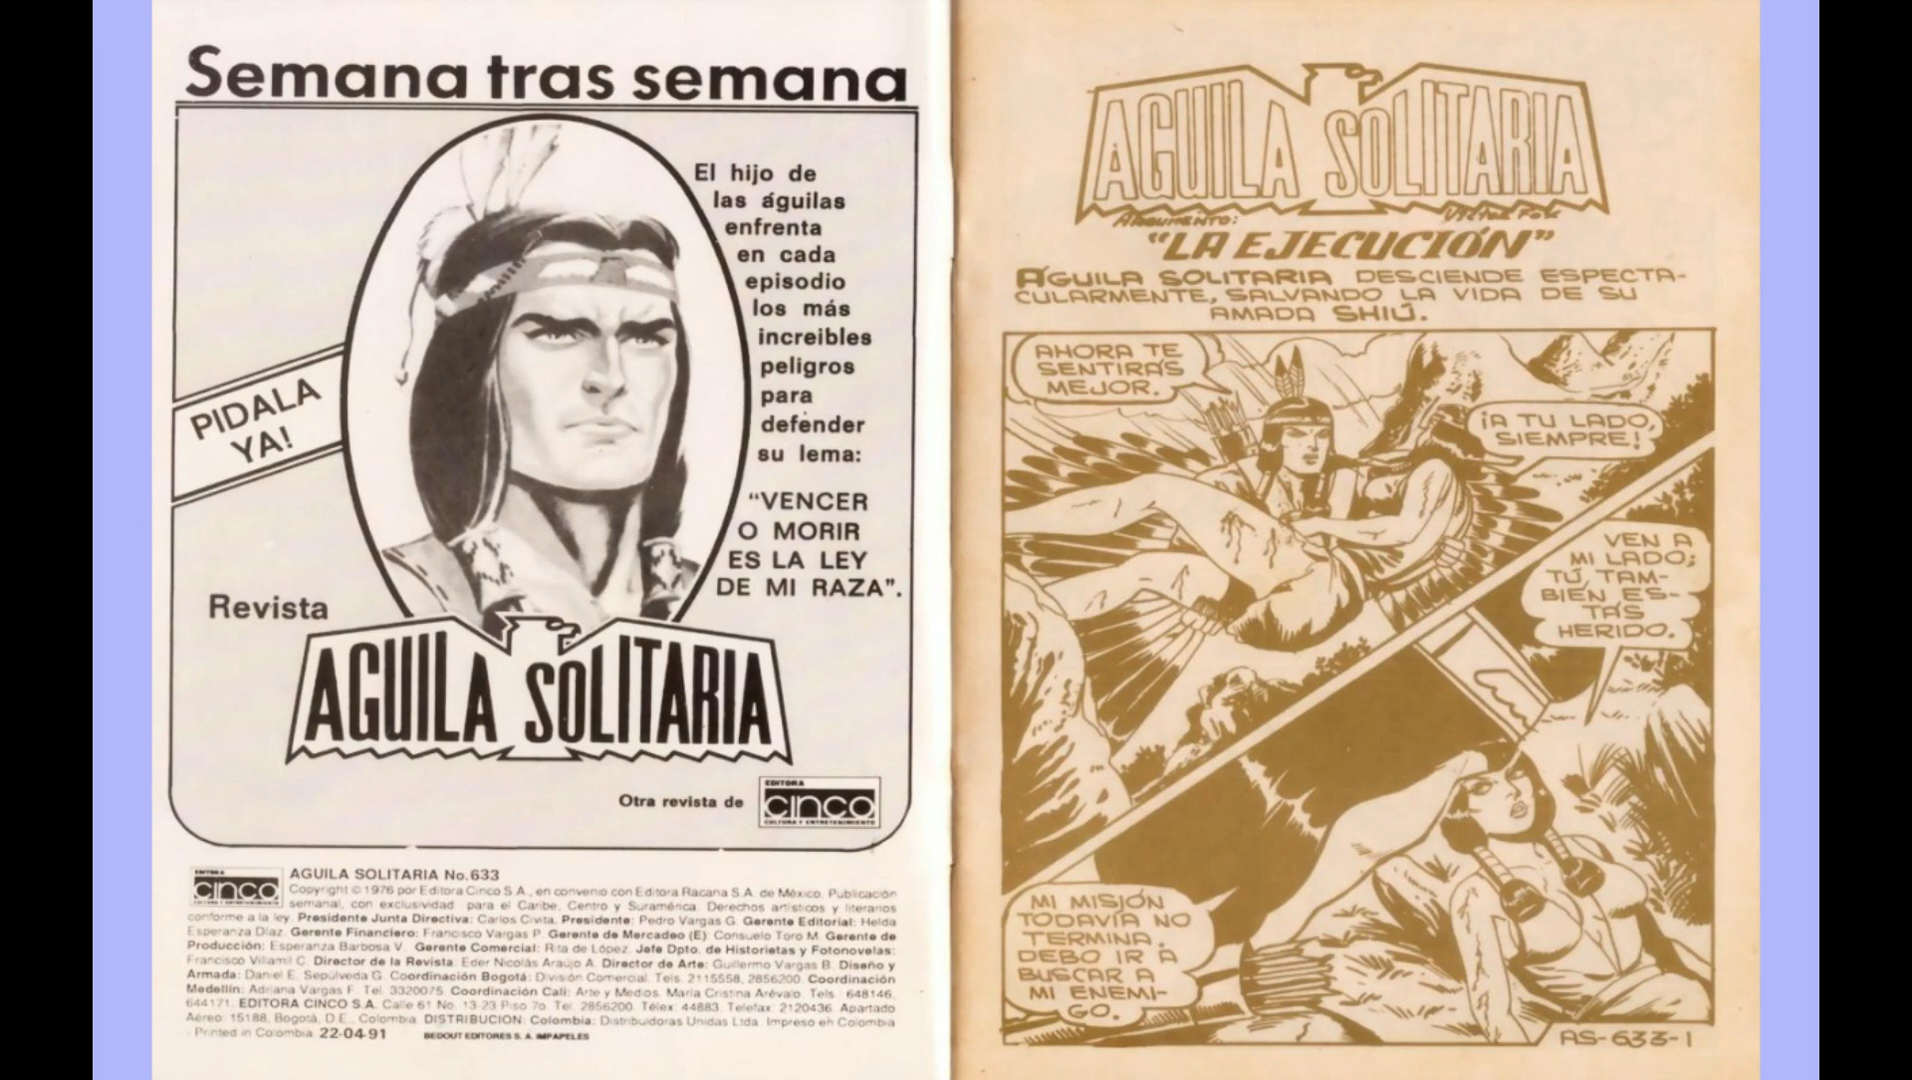 Semana tras semana
El hijo de
las águilas
enfrenta
en cada
episodio
los más
increibles
peligros
para
defender
su lema:
"VENCER
O MORIR
ES LA LEY
DE MI RAZA".
PIDALA
YA!
Revista
AGUILA SOLITARIA
Otra revista de
EDITORA
CINCO
CULTURA Y ENTRETENIMIENTO
EDITORA
CINCO
AGUILA SOLITARIA No.633
Copyright © 1976 por Editora Cinco S.A., en convenio con Editora Racana S.A. de México. Publicación
semanal, con exclusividad para el Caribe, Centro y Suramérica. Derechos artísticos y literarios
conforme a la ley. Presidente Junta Directiva: Carlos Civita. Presidente: Pedro Vargas G. Gerente Editorial: Helda
Esperanza Díaz. Gerente Financiero: Francisco Vargas P. Gerente de Mercadeo (E): Consuelo Toro M. Gerente de
Producción: Esperanza Barbosa V. Gerente Comercial: Rita de López. Jefe Dpto. de Historietas y Fotonovelas:
Francisco Villamil C. Director de la Revista: Eder Nicolás Araújo A. Director de Arte: Guillermo Vargas B. Diseño y
Armada: Daniel E. Sepúlveda G. Coordinación Bogotá: División Comercial. Tels. 2115558, 2856200. Coordinación
Medellín: Adriana Vargas F. Tel. 3320075. Coordinación Cali: Arte y Medios. María Cristina Arévalo. Tels. 648146,
644171. EDITORA CINCO S.A. Calle 61 No. 13-23 Piso 7o. Tel. 2856200. Télex: 44883. Telefax: 2120436. Apartado
Aéreo: 15188, Bogotá, D.E., Colombia. DISTRIBUCION: Colombia: Distribuidoras Unidas Ltda. Impreso en Colombia
- Printed in Colombia 22-04-91 BEDOUT EDITORES S. A. IMPAPELES
AGUILA SOLITARIA
ARGUMENTO: VICTOR FOX
"LA EJECUCIÓN"
ÁGUILA SOLITARIA DESCIENDE ESPECTA-
CULARMENTE, SALVANDO LA VIDA DE SU
AMADA SHIÚ.
AHORA TE
SENTIRÁS
MEJOR.
¡A TU LADO,
SIEMPRE!
VEN A
MI LADO;
TÚ TAM-
BIÉN ES-
TÁS
HERIDO.
MI MISIÓN
TODAVÍA NO
TERMINA.
DEBO IR A
BUSCAR A
MI ENEMI-
GO.
AS-633-1